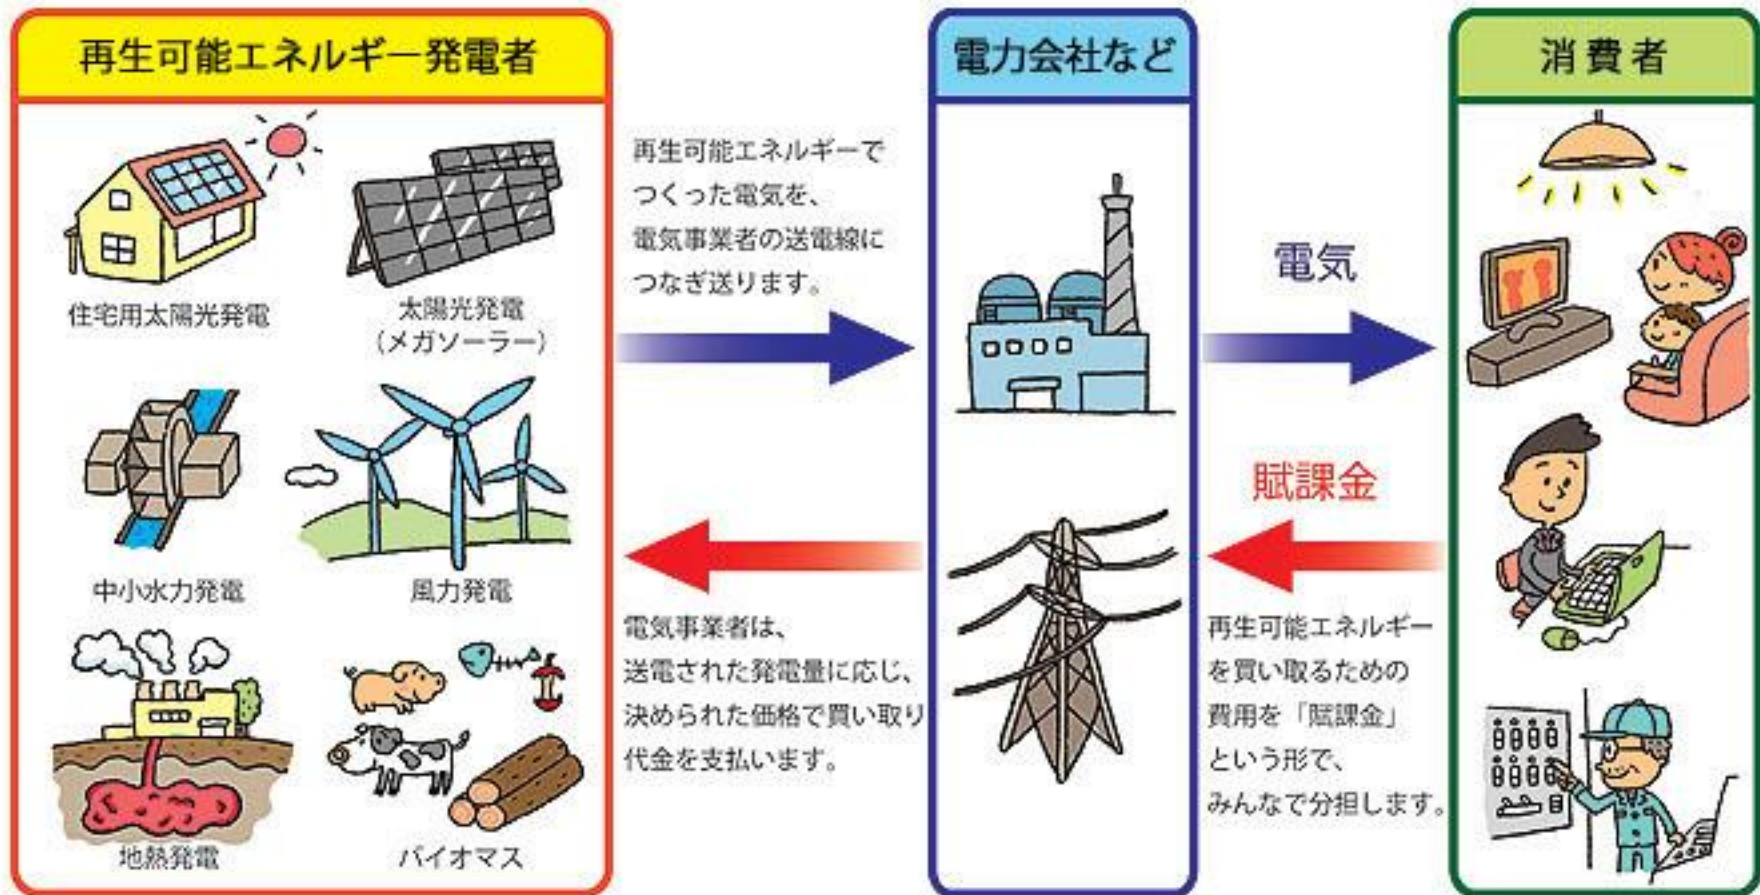 再生可能エネルギー発電者
住宅用太陽光発電
太陽光発電
(メガソーラー)
中小水力発電
風力発電
地熱発電
バイオマス
再生可能エネルギーで
つくった電気を、
電気事業者の送電線に
つなぎ送ります。
電気事業者は、
送電された発電量に応じ、
決められた価格で買い取り
代金を支払います。
電力会社など
電気
賦課金
再生可能エネルギー
を買い取るための
費用を「賦課金」
という形で、
みんなで分担します。
消費者